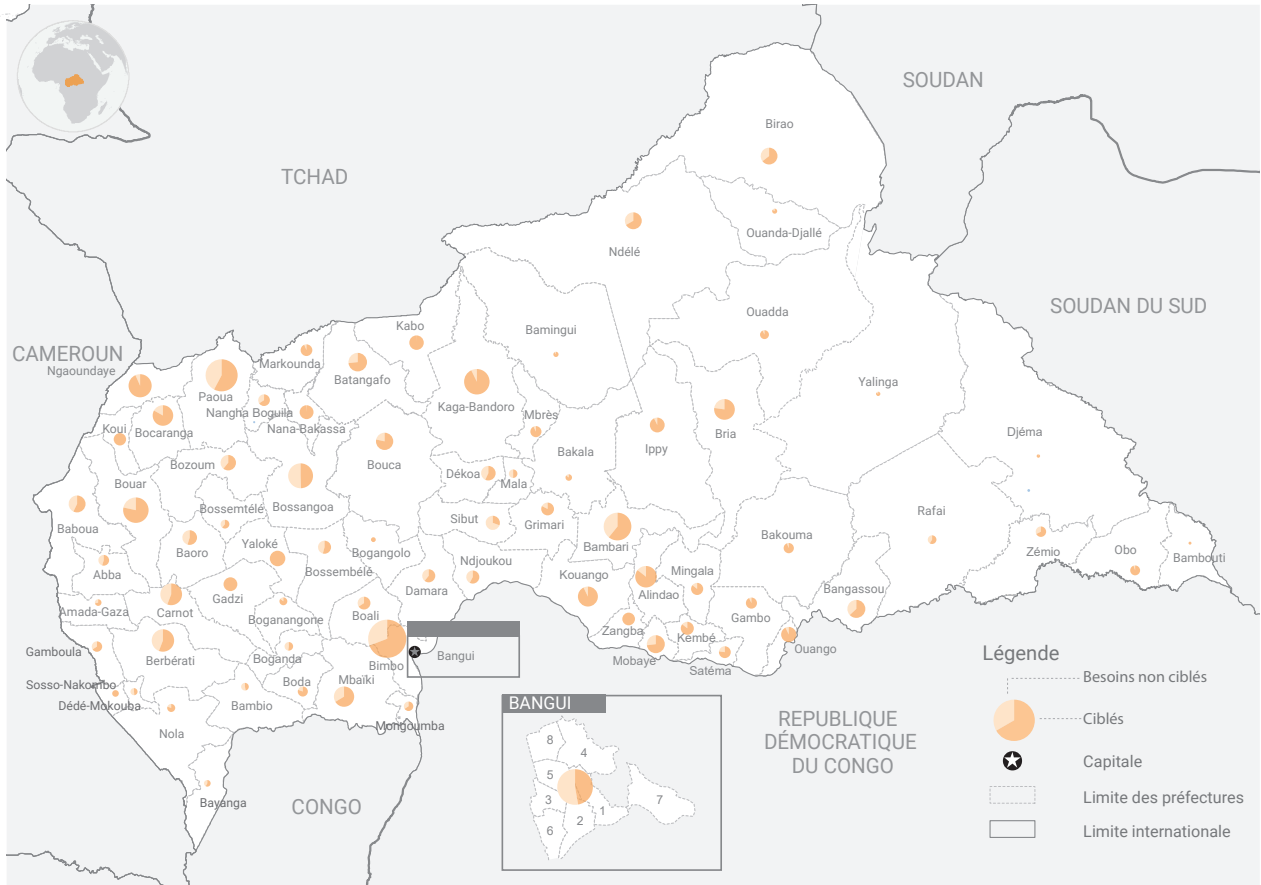 SOUDAN
Birao
TCHAD
Ouanda-Djallé
Ndélé
SOUDAN DU SUD
Ouadda
Kabo
Bamingui
CAMEROUN
Ngaoundaye
Markounda
Batangafo
Yalinga
Paoua
Nangha Boguila
Kaga-Bandoro
Mbrès
Koui
Bocaranga
Nana-Bakassa
Ippy
Bria
Djéma
Bozoum
Bouca
Bakala
Dékoa
Mala
Bouar
Bossangoa
Bossemtélé
Sibut
Grimari
Rafai
Baboua
Bakouma
Baoro
Yaloké
Bambari
Bogangolo
Zémio
Obo
Bambouti
Abba
Bossembélé
Ndjoukou
Kouango
Mingala
Damara
Alindao
Bangassou
Amada-Gaza
Carnot
Gadzi
Boganangone
Boali
Gambo
Zangba
Kembé
Gamboula
Berbérati
Boganda
Bimbo
Bangui
Mobaye
Satéma
Ouango
Légende
Sosso-Nakombo
Boda
Mbaïki
Besoins non ciblés
Dédé-Mokouba
Bambio
BANGUI
Ciblés
Nola
Mongoumba
REPUBLIQUE
DÉMOCRATIQUE
DU CONGO
8
4
Capitale
5
Bayanga
CONGO
3
1
7
Limite des préfectures
6
2
Limite internationale